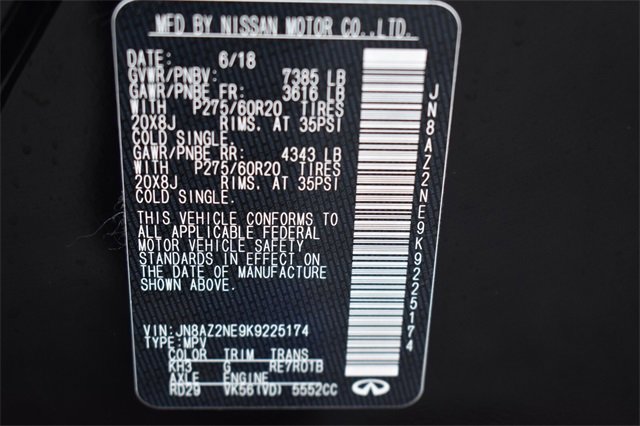 MFD BY NISSAN MOTOR CO.,LTD.
DATE: 6/18
GVWR/PNBV: 7385 LB
GAWR/PNBE FR: 3616 LB
WITH P275/60R20 TIRES
20X8J RIMS. AT 35PSI
COLD SINGLE.
GAWR/PNBE RR: 4343 LB
WITH P275/60R20 TIRES
20X8J RIMS. AT 35PSI
COLD SINGLE.
THIS VEHICLE CONFORMS TO
ALL APPLICABLE FEDERAL
MOTOR VEHICLE SAFETY
STANDARDS IN EFFECT ON
THE DATE OF MANUFACTURE
SHOWN ABOVE.
VIN:JN8AZ2NE9K9225174
TYPE:MPV
COLOR TRIM TRANS
KH3 G RE7R01B
AXLE ENGINE
RD29 VK56(VD) 5552CC
JN8AZ2NE9K9225174